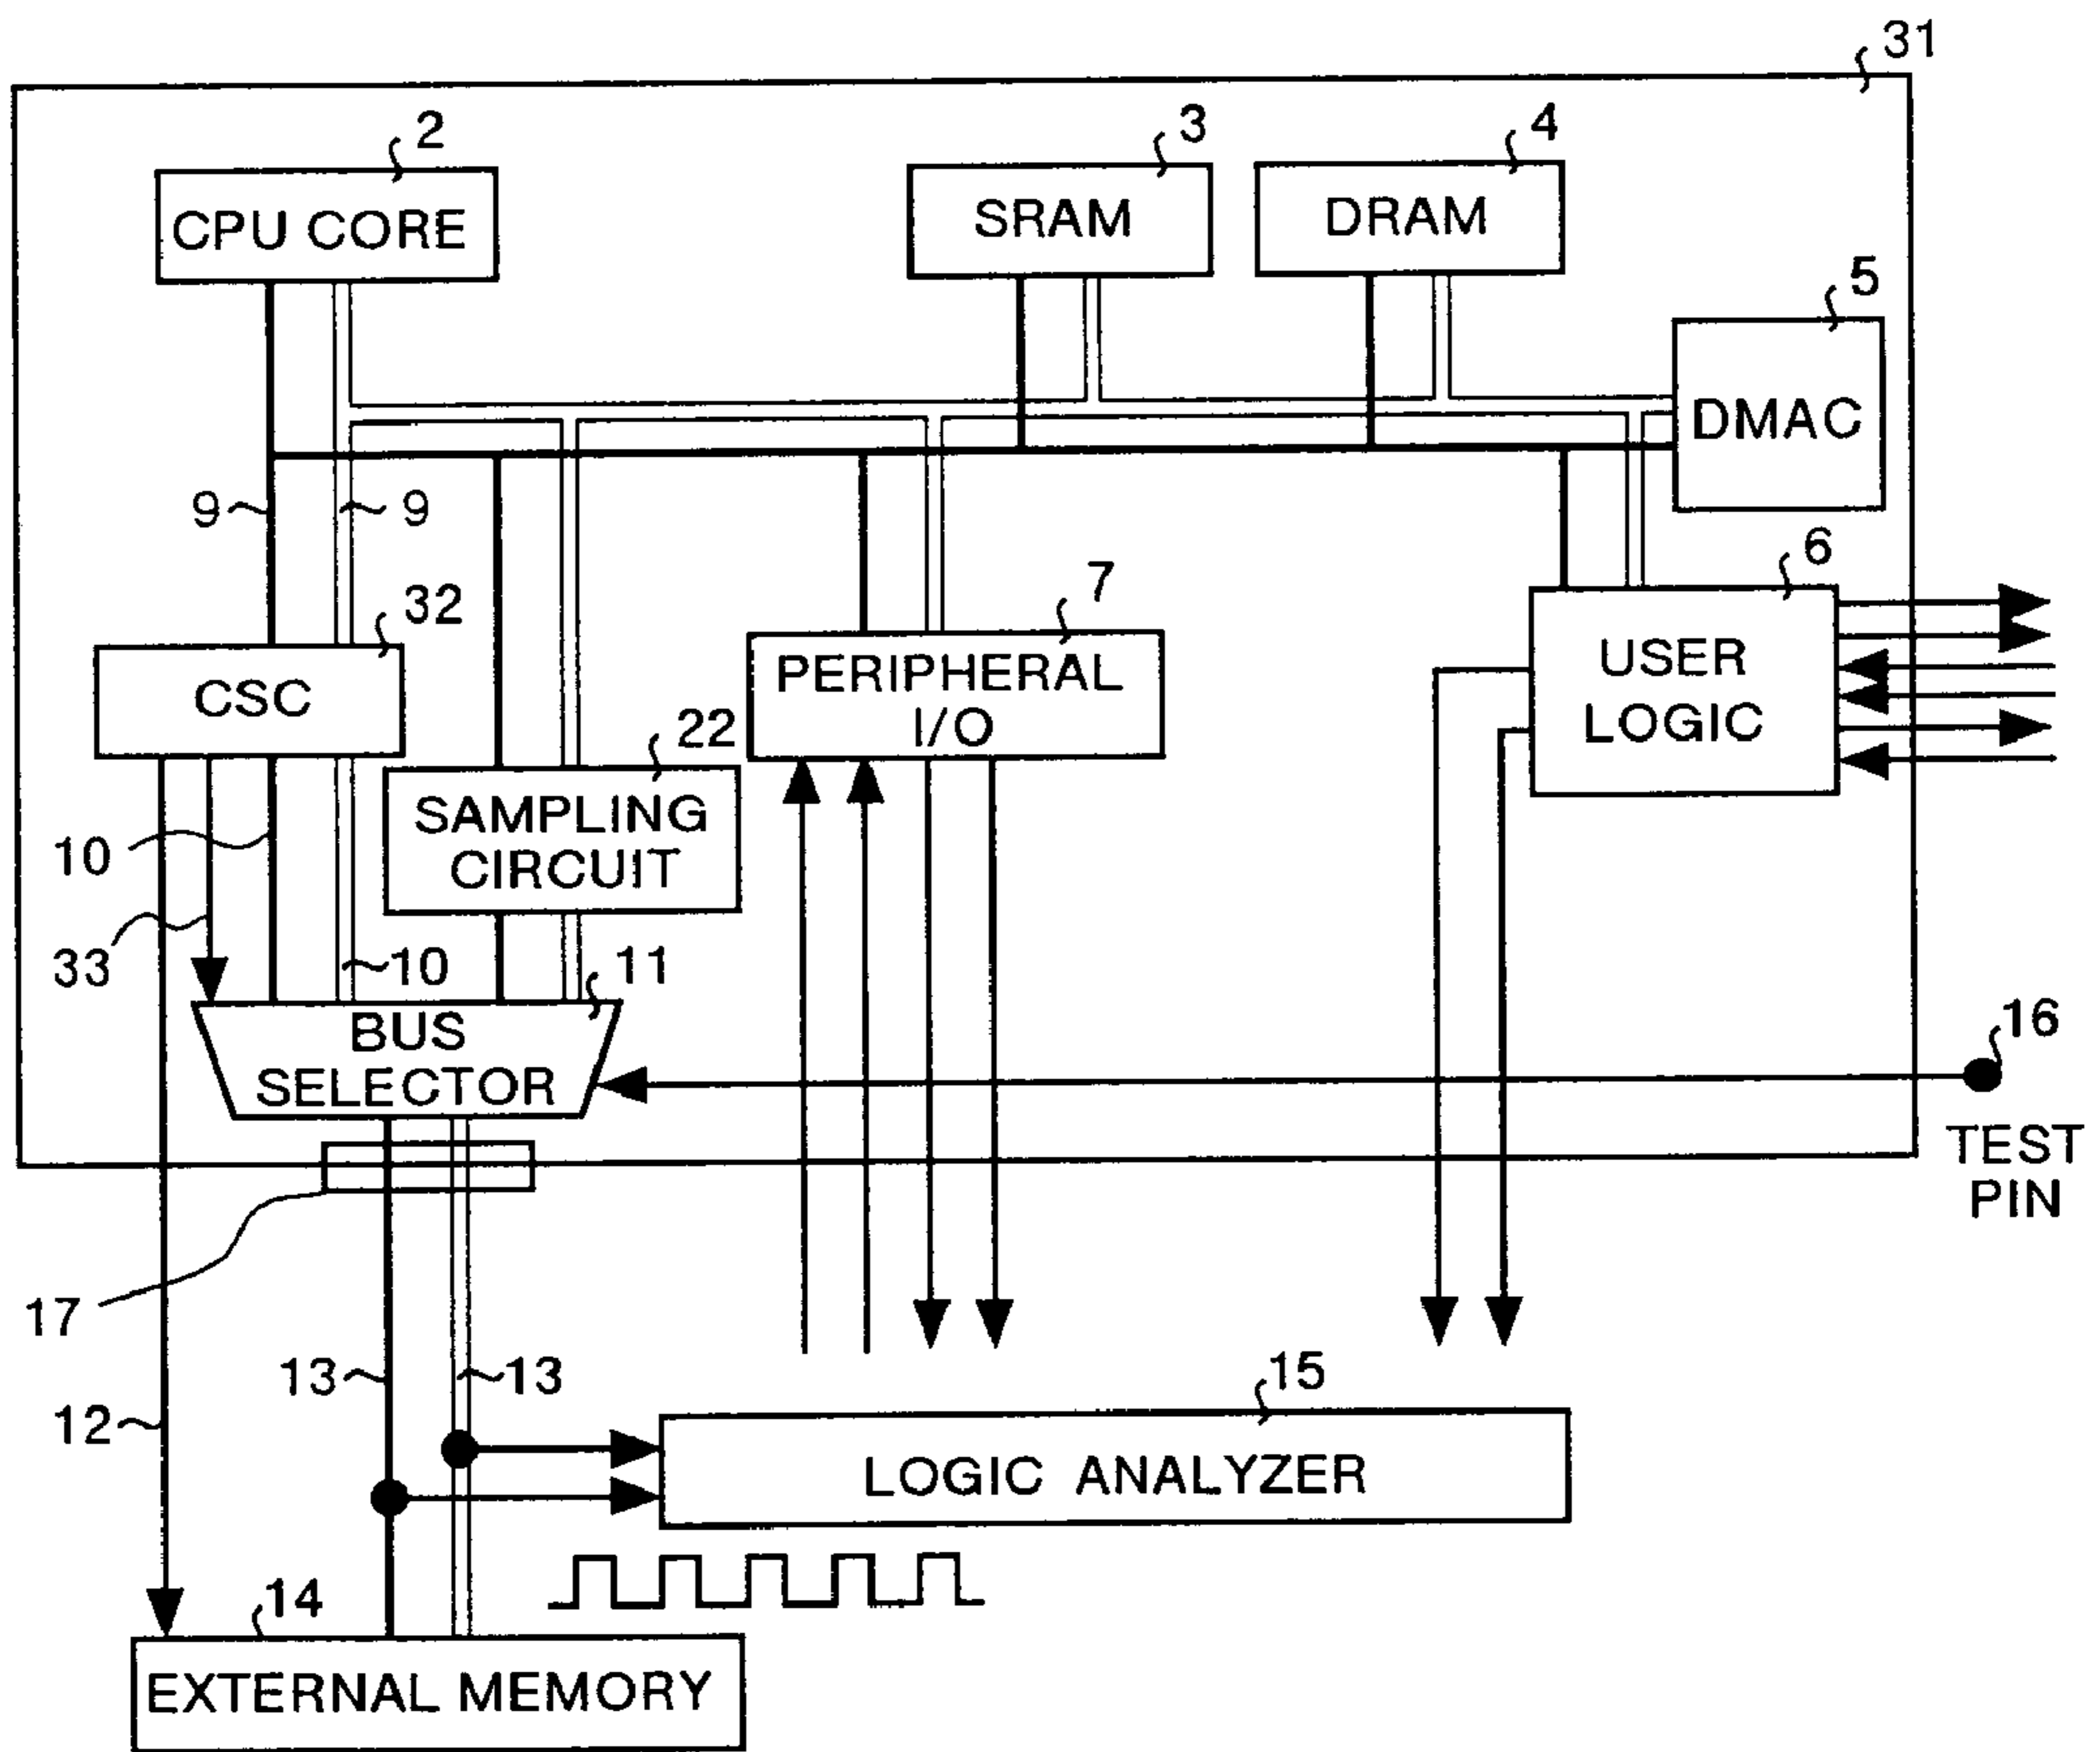 31
2
3
4
CPU CORE
SRAM
DRAM
5
DMAC
9
9
6
7
32
USER
LOGIC
PERIPHERAL
I/O
CSC
22
SAMPLING
CIRCUIT
10
33
10
11
16
BUS
SELECTOR
TEST
PIN
17
13
13
15
12
LOGIC ANALYZER
14
EXTERNAL MEMORY